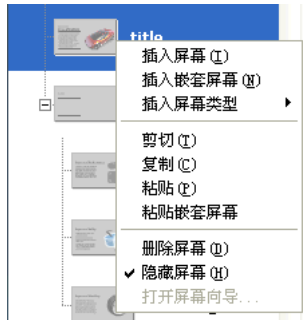 title
插入屏幕(I)
插入嵌套屏幕(N)
插入屏幕类型
剪切(T)
复制(C)
粘贴(P)
粘贴嵌套屏幕
删除屏幕(D)
隐藏屏幕(H)
打开屏幕向导...